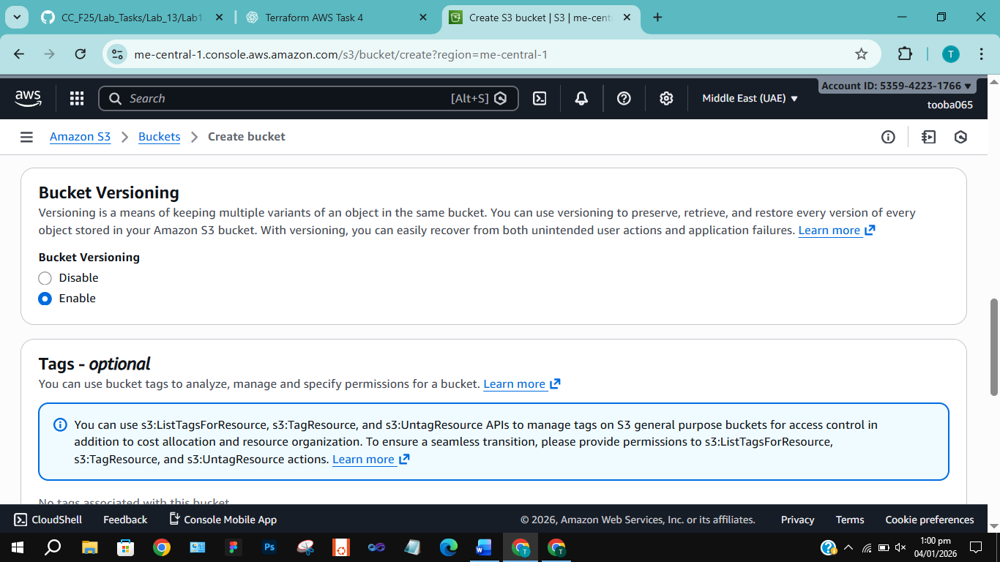 CC_F25/Lab_Tasks/Lab_13/Lab1
Terraform AWS Task 4
Create S3 bucket | S3 | me-cent
me-central-1.console.aws.amazon.com/s3/bucket/create?region=me-central-1
T
aws
Search
[Alt+S]
Middle East (UAE) ▼
Account ID: 5359-4223-1766 ▼
tooba065
Amazon S3
Buckets
Create bucket
Bucket Versioning
Versioning is a means of keeping multiple variants of an object in the same bucket. You can use versioning to preserve, retrieve, and restore every version of every
object stored in your Amazon S3 bucket. With versioning, you can easily recover from both unintended user actions and application failures. Learn more
Bucket Versioning
Disable
Enable
Tags - optional
You can use bucket tags to analyze, manage and specify permissions for a bucket. Learn more
You can use s3:ListTagsForResource, s3:TagResource, and s3:UntagResource APIs to manage tags on S3 general purpose buckets for access control in
addition to cost allocation and resource organization. To ensure a seamless transition, please provide permissions to s3:ListTagsForResource,
s3:TagResource, and s3:UntagResource actions. Learn more
No tags associated with this bucket
CloudShell
Feedback
Console Mobile App
© 2026, Amazon Web Services, Inc. or its affiliates.
Privacy
Terms
Cookie preferences
Ps
1:00 pm
04/01/2026